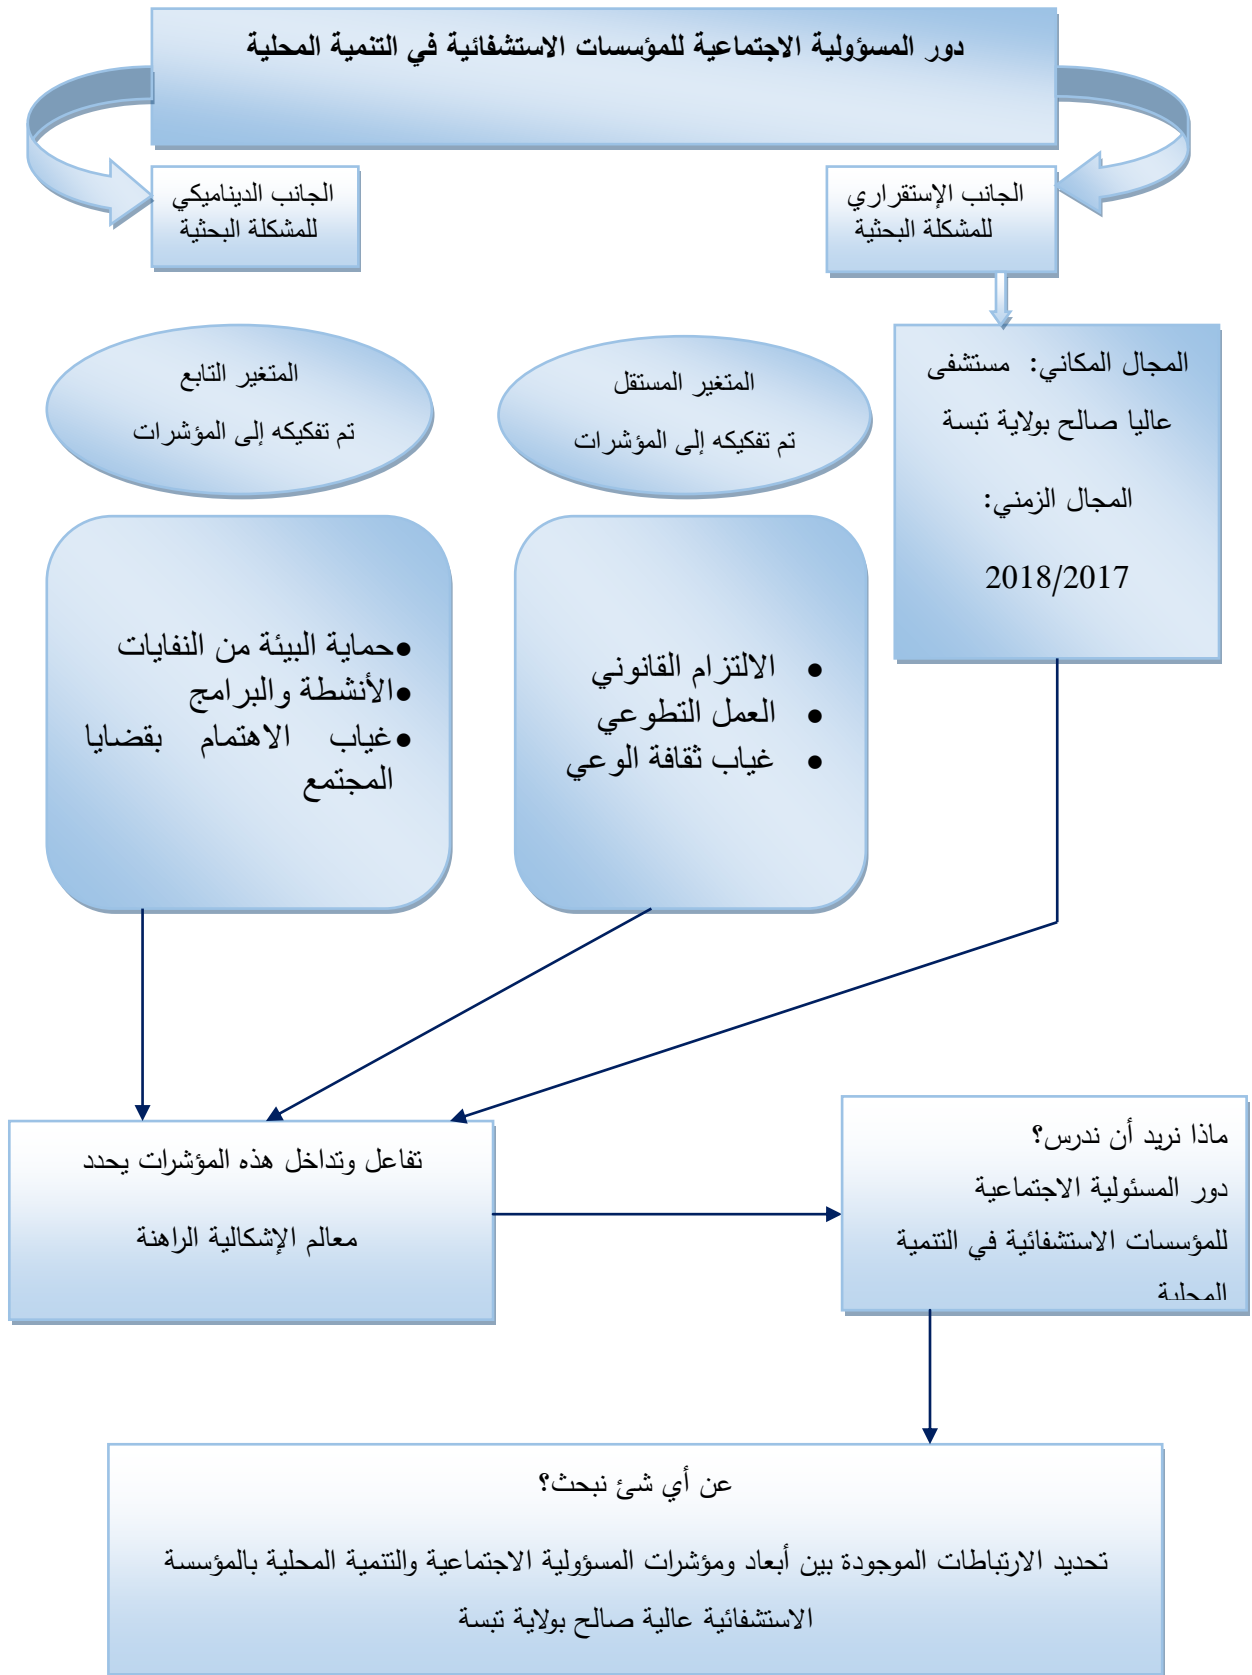 دور المسؤولية الاجتماعية للمؤسسات الاستشفائية في التنمية المحلية
الجانب الإستقراري
للمشكلة البحثية
الجانب الديناميكي
للمشكلة البحثية
المجال المكاني: مستشفى
عاليا صالح بولاية تبسة
المجال الزمني:
2018/2017
المتغير المستقل
تم تفكيكه إلى المؤشرات
المتغير التابع
تم تفكيكه إلى المؤشرات
● الالتزام القانوني
● العمل التطوعي
● غياب ثقافة الوعي
●حماية البيئة من النفايات
●الأنشطة والبرامج
●غياب الاهتمام بقضايا
المجتمع
تفاعل وتداخل هذه المؤشرات يحدد
معالم الإشكالية الراهنة
ماذا نريد أن ندرس؟
دور المسئولية الاجتماعية
للمؤسسات الاستشفائية في التنمية
المحلية
عن أي شئ نبحث؟
تحديد الارتباطات الموجودة بين أبعاد ومؤشرات المسؤولية الاجتماعية والتنمية المحلية بالمؤسسة
الاستشفائية عالية صالح بولاية تبسة